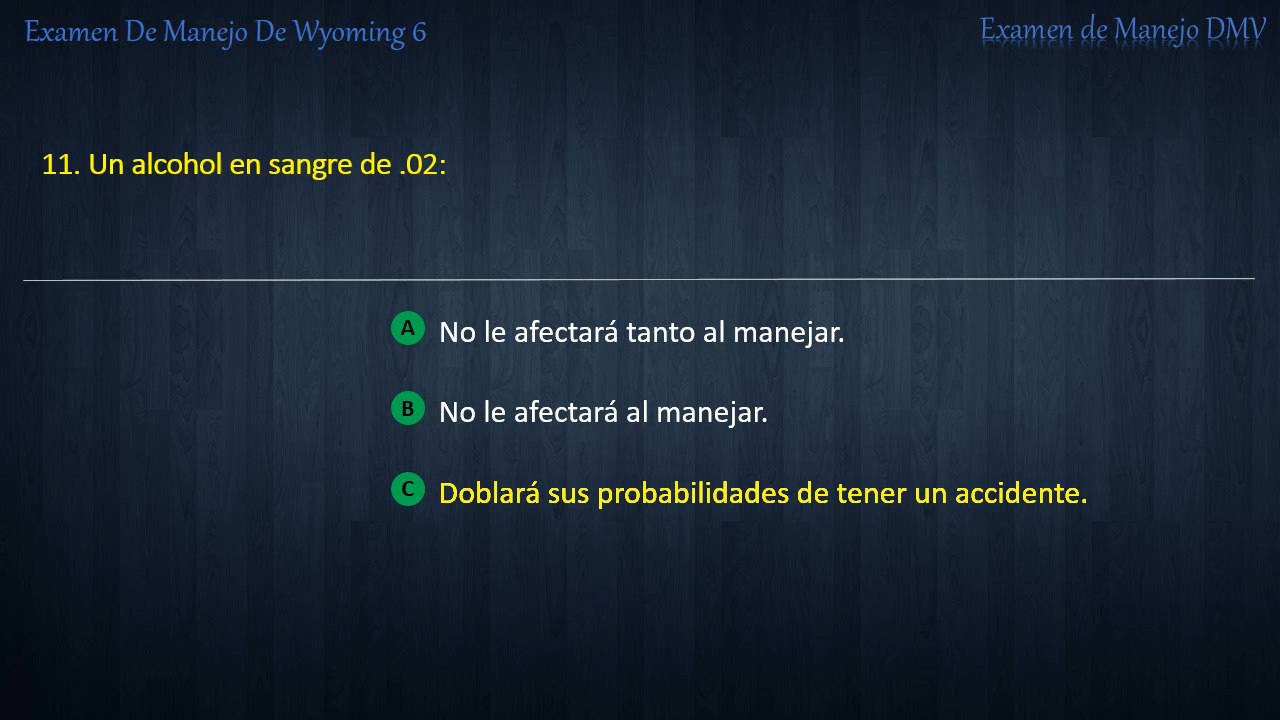 Examen De Manejo De Wyoming 6
Examen de Manejo DMV
11. Un alcohol en sangre de .02:
A No le afectará tanto al manejar.
B No le afectará al manejar.
C Doblará sus probabilidades de tener un accidente.